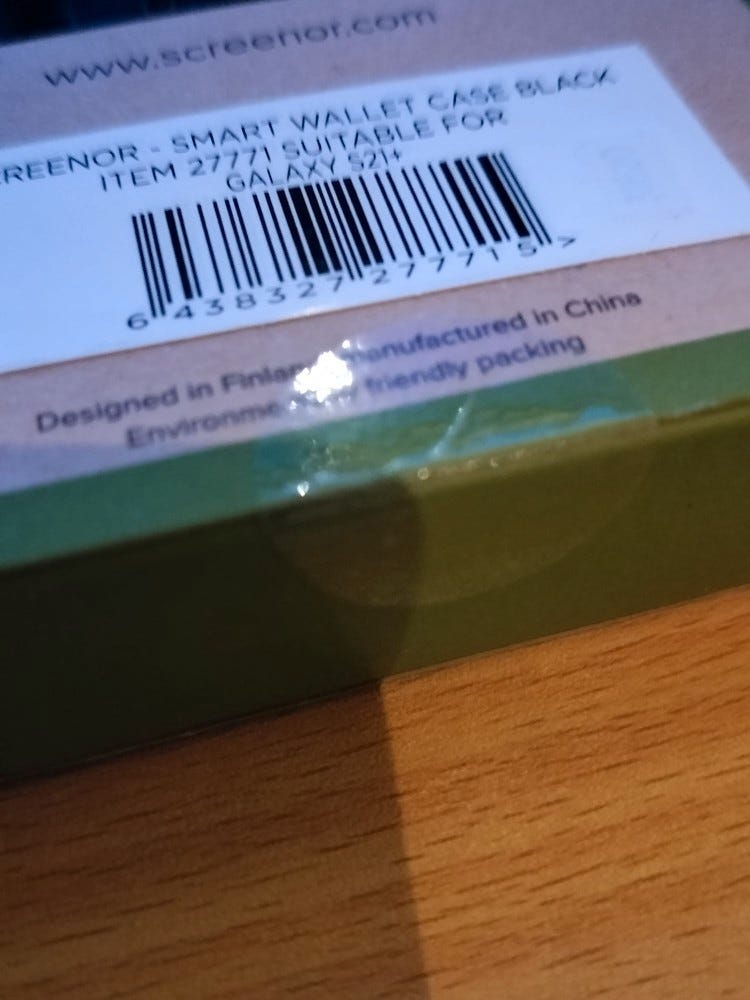 www.screenor.com
CREENOR - SMART WALLET CASE BLACK
ITEM 27771 SUITABLE FOR
GALAXY S21+
6 438327 277715 >
Designed in Finland manufactured in China
friendly packing